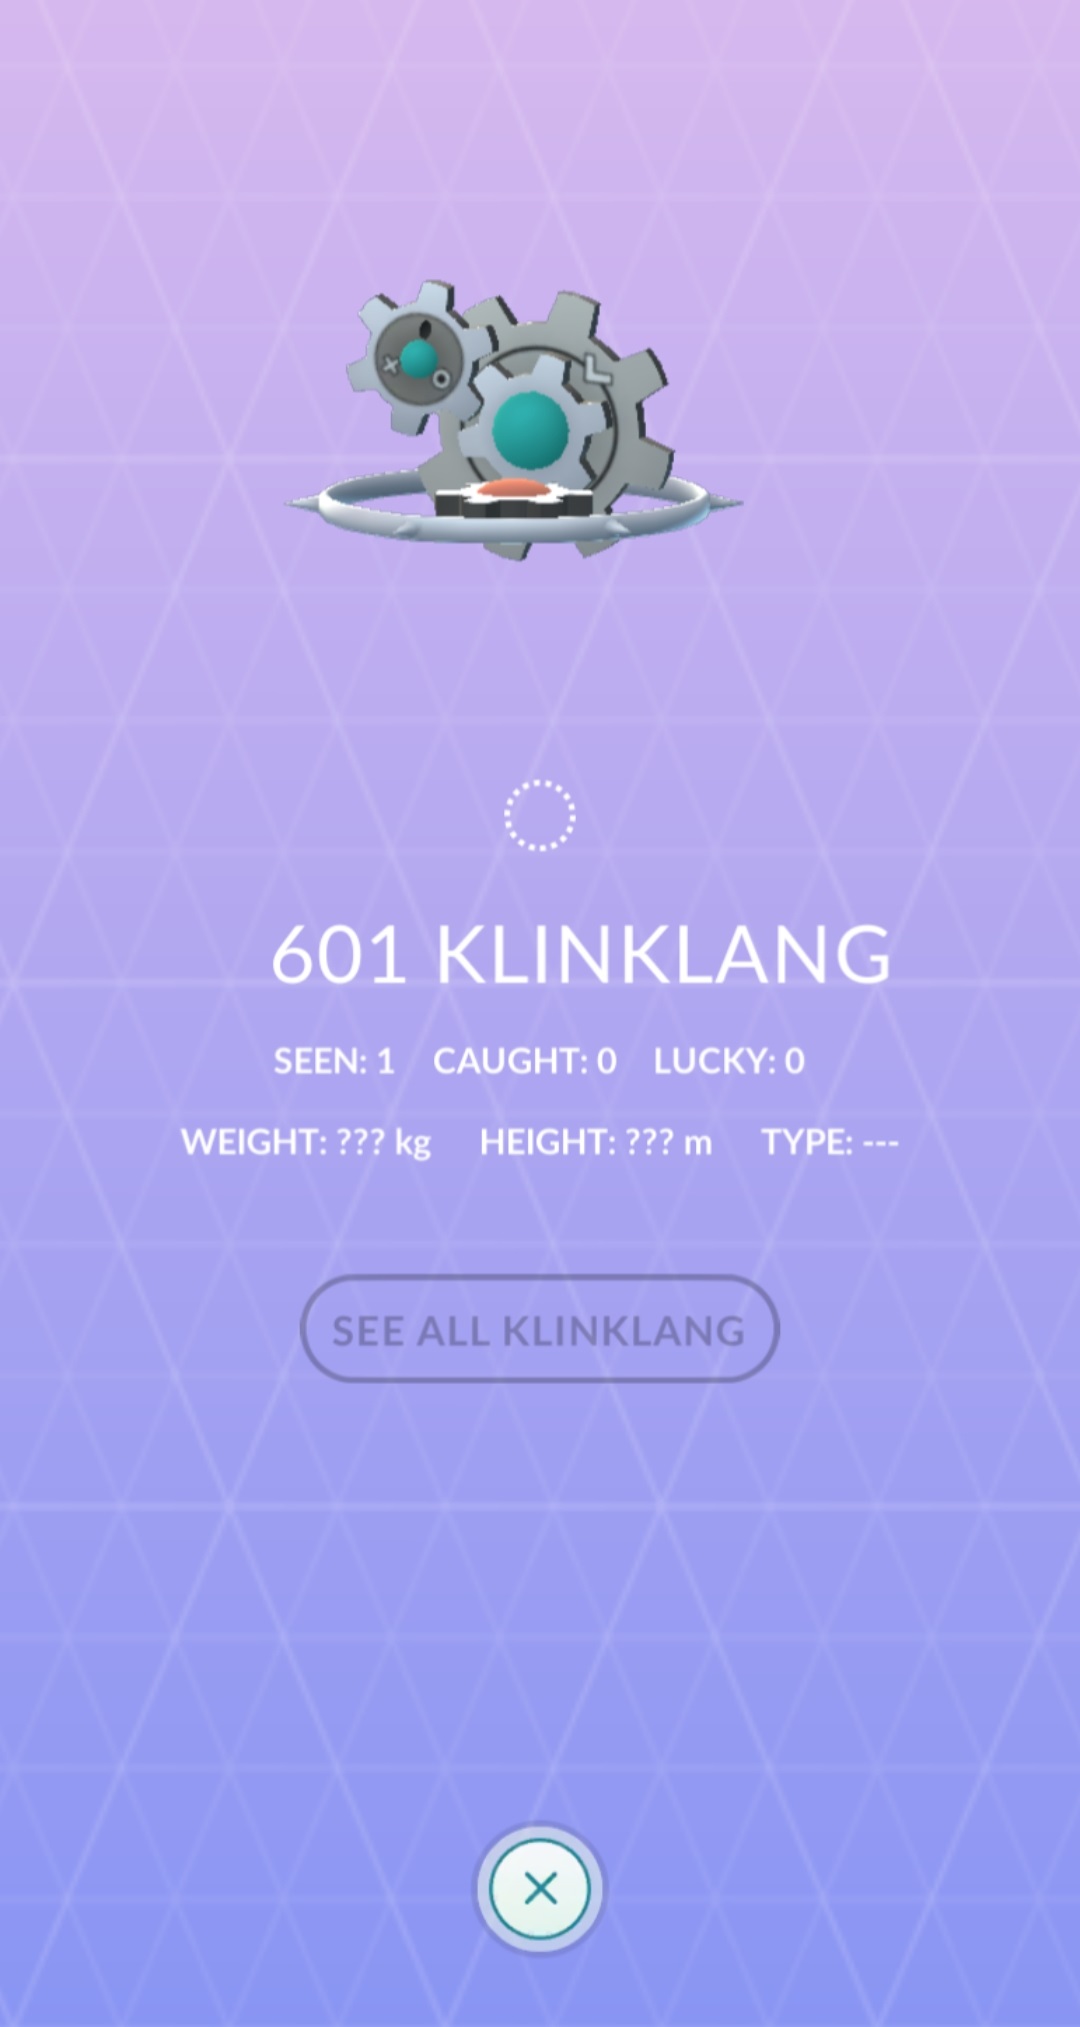 601 KLINKLANG
SEEN: 1 CAUGHT: 0 LUCKY: 0
WEIGHT: ??? kg HEIGHT: ??? m TYPE: ---
SEE ALL KLINKLANG